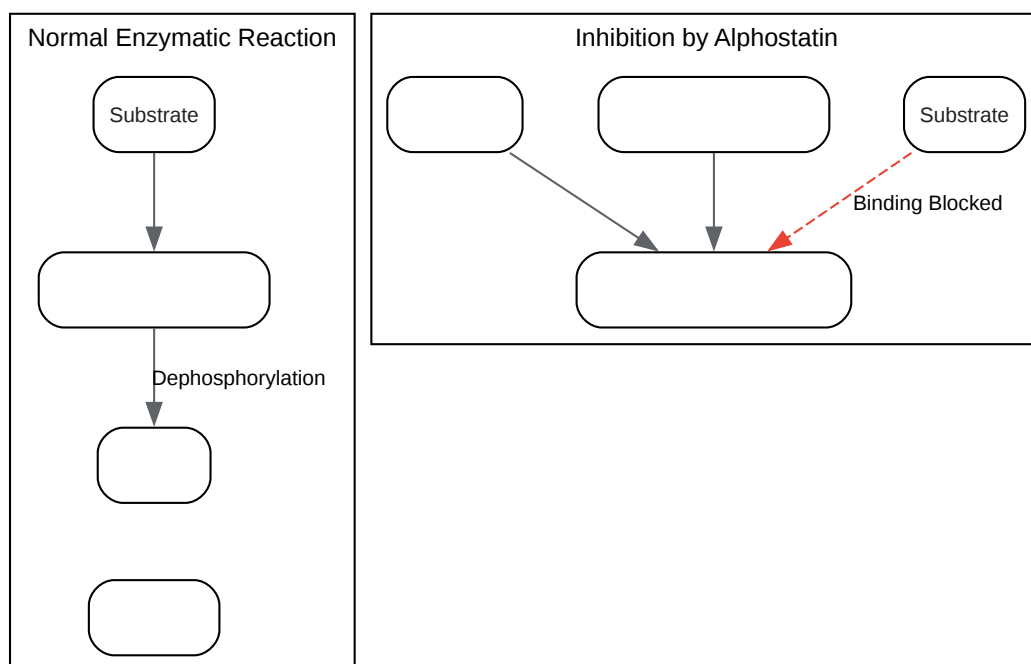 Normal Enzymatic Reaction
Substrate
Dephosphorylation
Inhibition by Alphostatin
Substrate
Binding Blocked